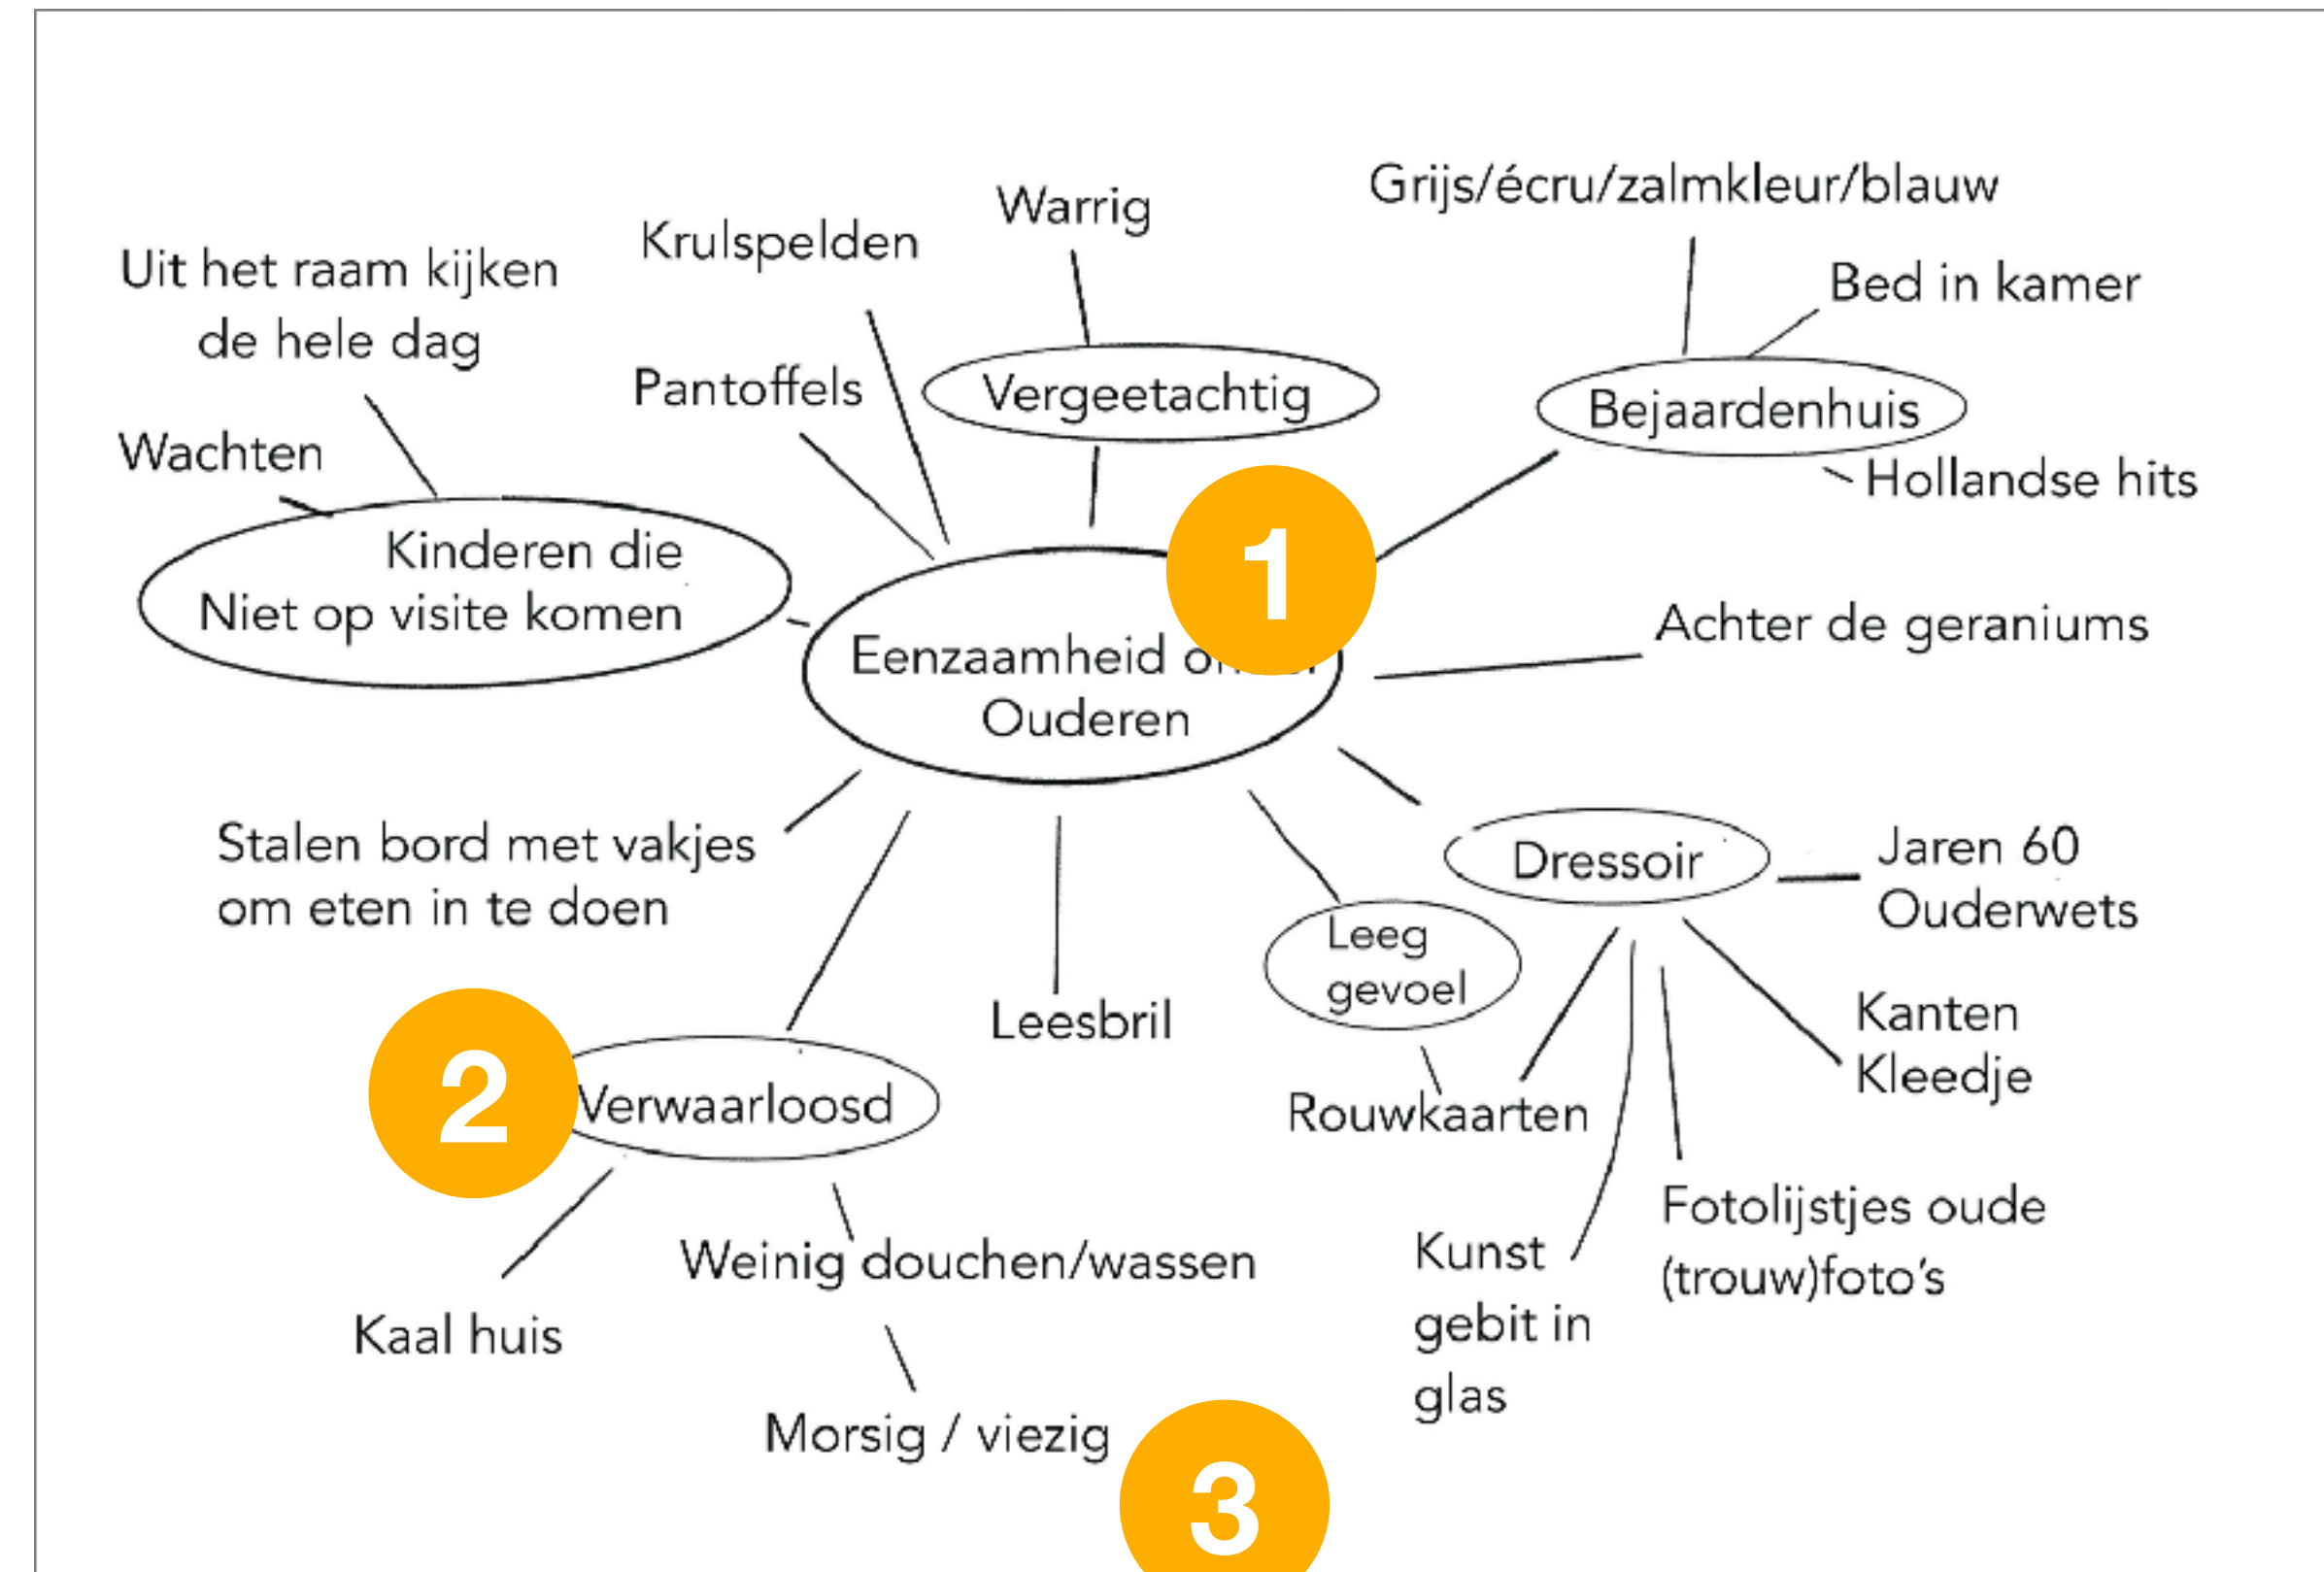 Grijs/écru/zalmkleur/blauw
Warrig
Krulspelden
Uit het raam kijken
de hele dag
Bed in kamer
Pantoffels
Vergeetachtig
Bejaardenhuis
Wachten
Hollandse hits
Kinderen die
Niet op visite komen
1
Achter de geraniums
Eenzaamheid
Ouderen
Stalen bord met vakjes
om eten in te doen
Dressoir
Jaren 60
Ouderwets
Leeg
gevoel
Leesbril
Kanten
Kleedje
2
Verwaarloosd
Rouwkaarten
Fotolijstjes oude
(trouw)foto's
Weinig douchen/wassen
Kunst
gebit in
glas
Kaal huis
Morsig / viezig
3